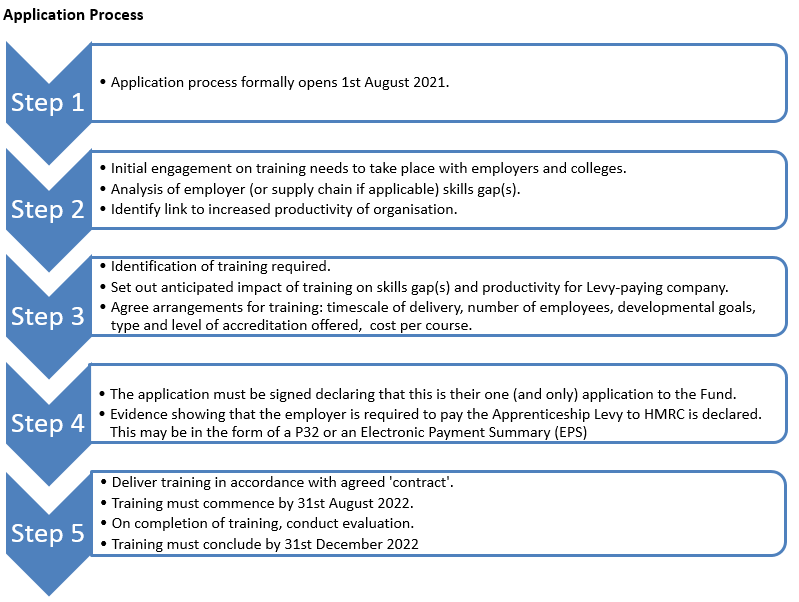 Application Process
Step 1
• Application process formally opens 1st August 2021.
Step 2
• Initial engagement on training needs to take place with employers and colleges.
• Analysis of employer (or supply chain if applicable) skills gap(s).
• Identify link to increased productivity of organisation.
Step 3
• Identification of training required.
• Set out anticipated impact of training on skills gap(s) and productivity for Levy-paying company.
• Agree arrangements for training: timescale of delivery, number of employees, developmental goals,
type and level of accreditation offered,  cost per course.
Step 4
• The application must be signed declaring that this is their one (and only) application to the Fund.
• Evidence showing that the employer is required to pay the Apprenticeship Levy to HMRC is declared.
This may be in the form of a P32 or an Electronic Payment Summary (EPS)
Step 5
• Deliver training in accordance with agreed 'contract'.
• Training must commence by 31st August 2022.
• On completion of training, conduct evaluation.
• Training must conclude by 31st December 2022